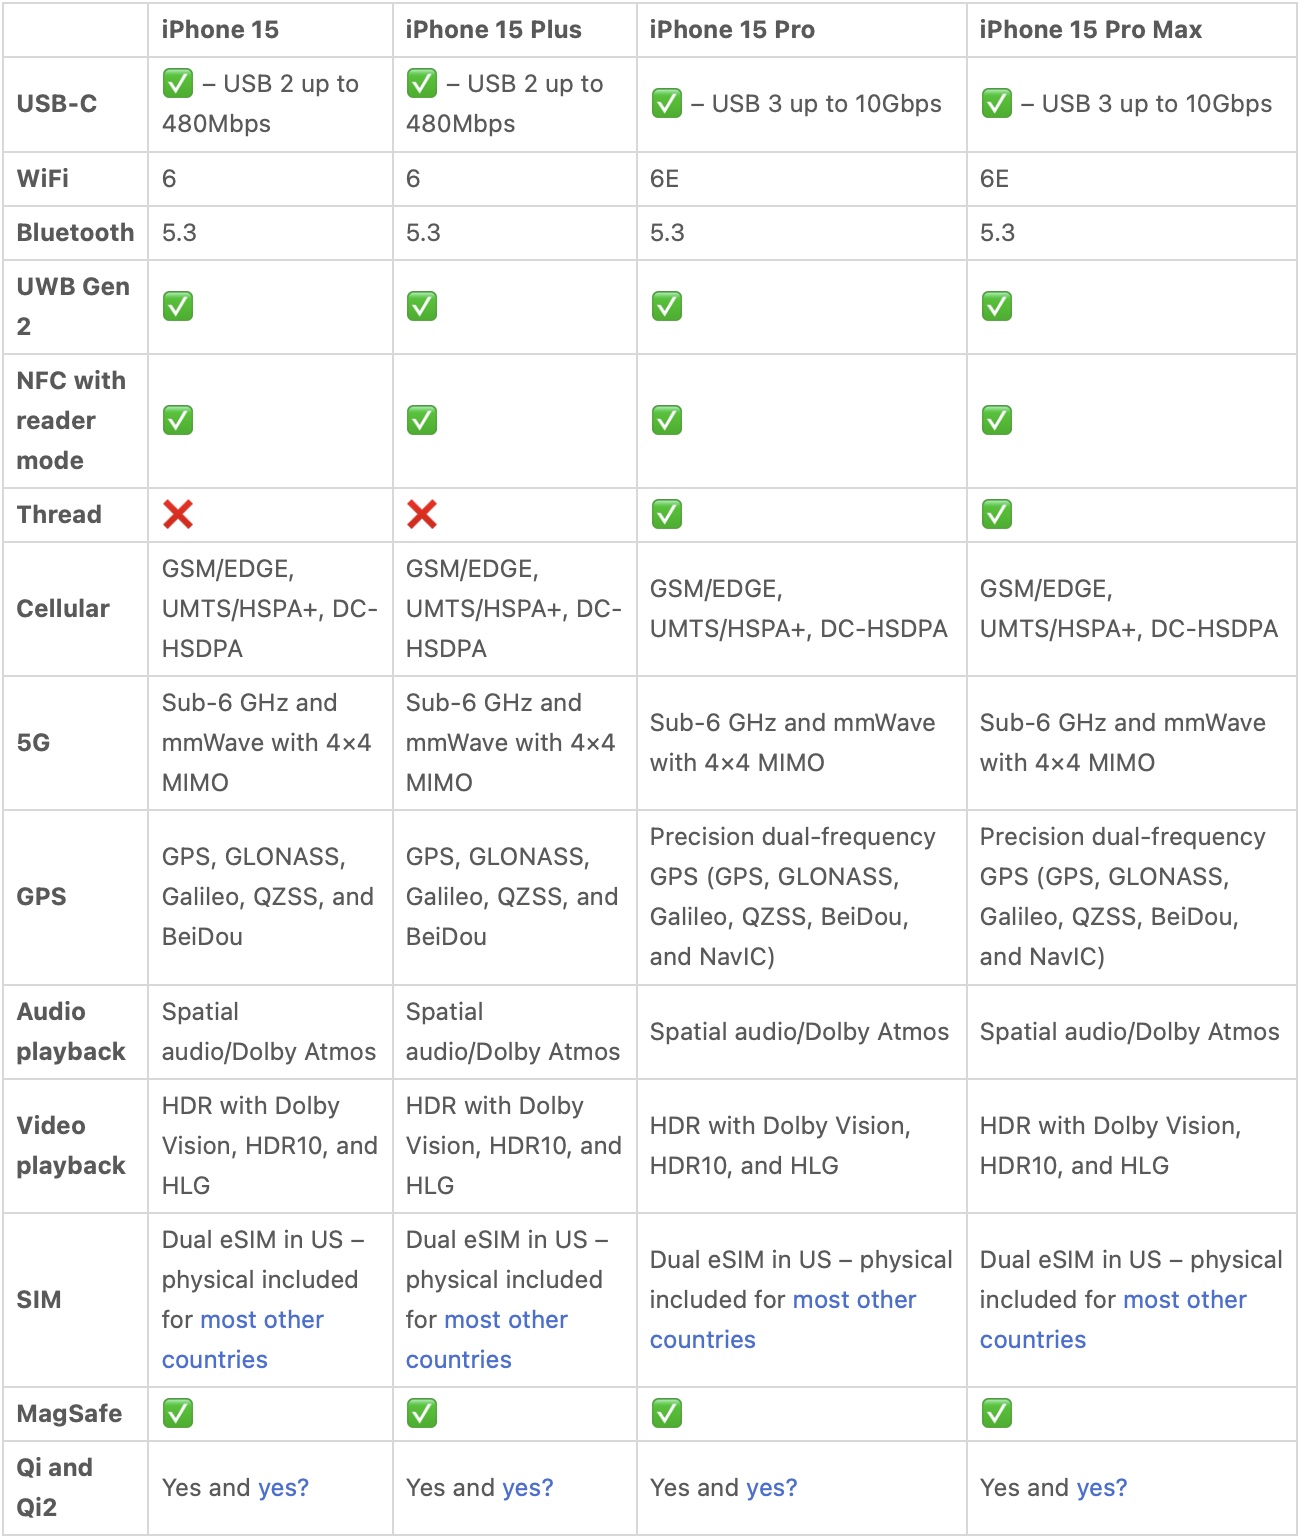 iPhone 15
iPhone 15 Plus
iPhone 15 Pro
iPhone 15 Pro Max
USB-C
✅ – USB 2 up to
480Mbps
✅ – USB 2 up to
480Mbps
✅ – USB 3 up to 10Gbps
✅ – USB 3 up to 10Gbps
WiFi
6
6
6E
6E
Bluetooth
5.3
5.3
5.3
5.3
UWB Gen
2
✅
✅
✅
✅
NFC with
reader
mode
✅
✅
✅
✅
Thread
❌
❌
✅
✅
Cellular
GSM/EDGE,
UMTS/HSPA+, DC-
HSDPA
GSM/EDGE,
UMTS/HSPA+, DC-
HSDPA
GSM/EDGE,
UMTS/HSPA+, DC-HSDPA
GSM/EDGE,
UMTS/HSPA+, DC-HSDPA
5G
Sub-6 GHz and
mmWave with 4×4
MIMO
Sub-6 GHz and
mmWave with 4×4
MIMO
Sub-6 GHz and mmWave
with 4×4 MIMO
Sub-6 GHz and mmWave
with 4×4 MIMO
GPS
GPS, GLONASS,
Galileo, QZSS, and
BeiDou
GPS, GLONASS,
Galileo, QZSS, and
BeiDou
Precision dual-frequency
GPS (GPS, GLONASS,
Galileo, QZSS, BeiDou,
and NavIC)
Precision dual-frequency
GPS (GPS, GLONASS,
Galileo, QZSS, BeiDou,
and NavIC)
Audio
playback
Spatial
audio/Dolby Atmos
Spatial
audio/Dolby Atmos
Spatial audio/Dolby Atmos
Spatial audio/Dolby Atmos
Video
playback
HDR with Dolby
Vision, HDR10, and
HLG
HDR with Dolby
Vision, HDR10, and
HLG
HDR with Dolby Vision,
HDR10, and HLG
HDR with Dolby Vision,
HDR10, and HLG
SIM
Dual eSIM in US –
physical included
for most other
countries
Dual eSIM in US –
physical included
for most other
countries
Dual eSIM in US – physical
included for most other
countries
Dual eSIM in US – physical
included for most other
countries
MagSafe
✅
✅
✅
✅
Qi and
Qi2
Yes and yes?
Yes and yes?
Yes and yes?
Yes and yes?